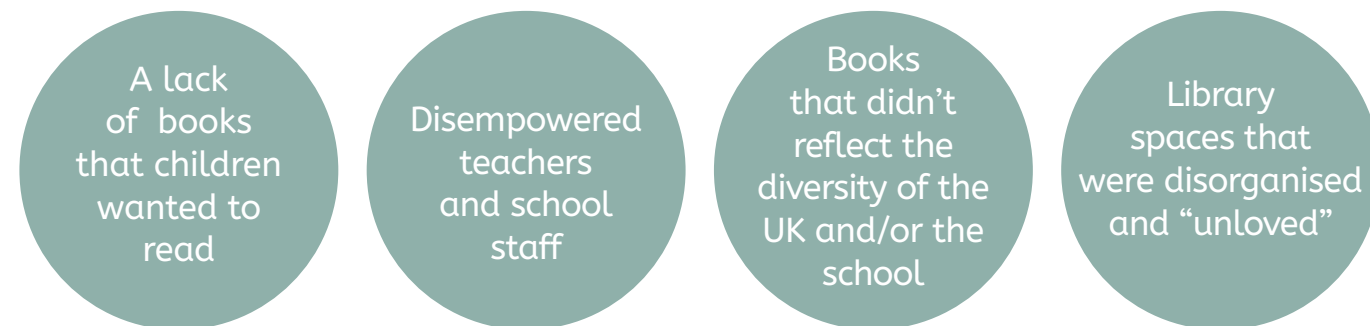 A lack
of books
that children
wanted to
read
Disempowered
teachers
and school
staff
Books
that didn’t
reflect the
diversity of the
UK and/or the
school
Library
spaces that
were disorganised
and “unloved”